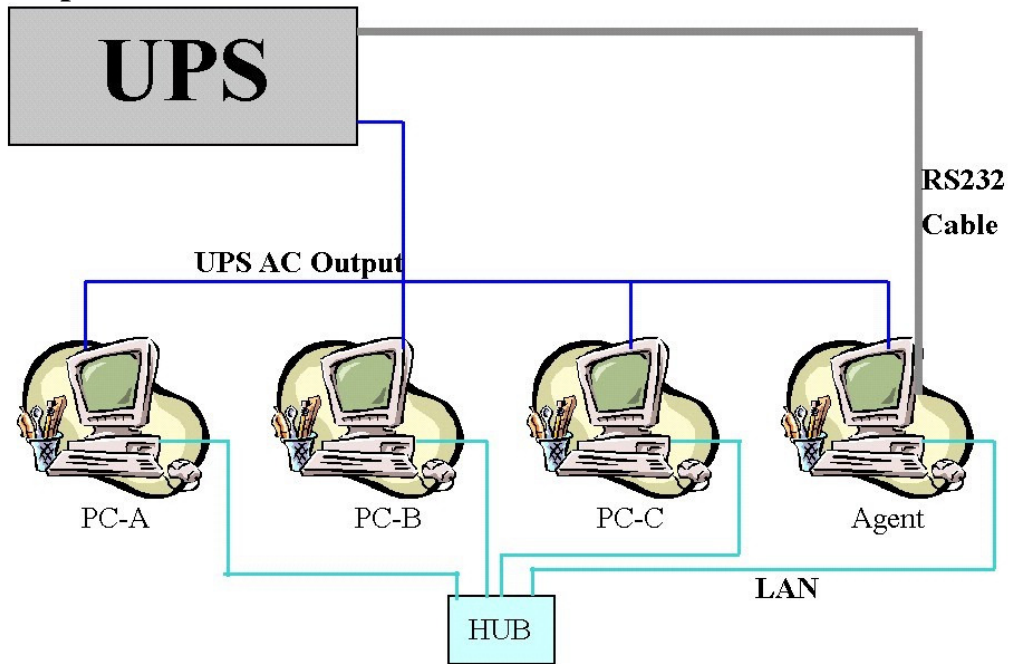 UPS
RS232
Cable
UPS AC Output
PC-A
PC-B
PC-C
Agent
LAN
HUB